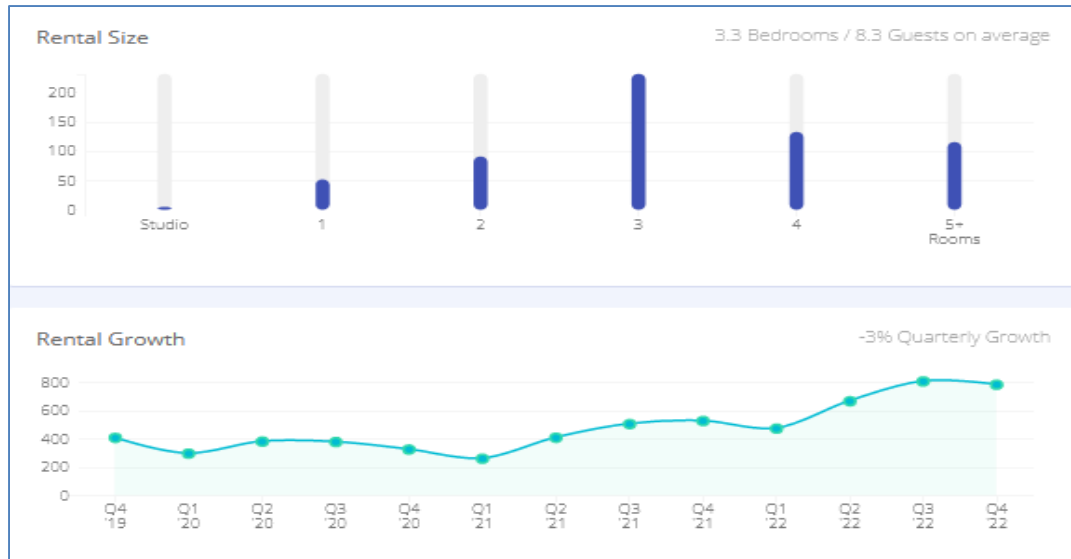 Rental Size
3.3 Bedrooms / 8.3 Guests on average
200
150
100
50
0
Studio 1 2 3 4 5+
Rooms
Rental Growth
-3% Quarterly Growth
800
600
400
200
0
Q4 Q1 Q2 Q3 Q4 Q1 Q2 Q3 Q4 Q1 Q2 Q3 Q4
'19 '20 '20 '20 '20 '21 '21 '21 '21 '22 '22 '22 '22